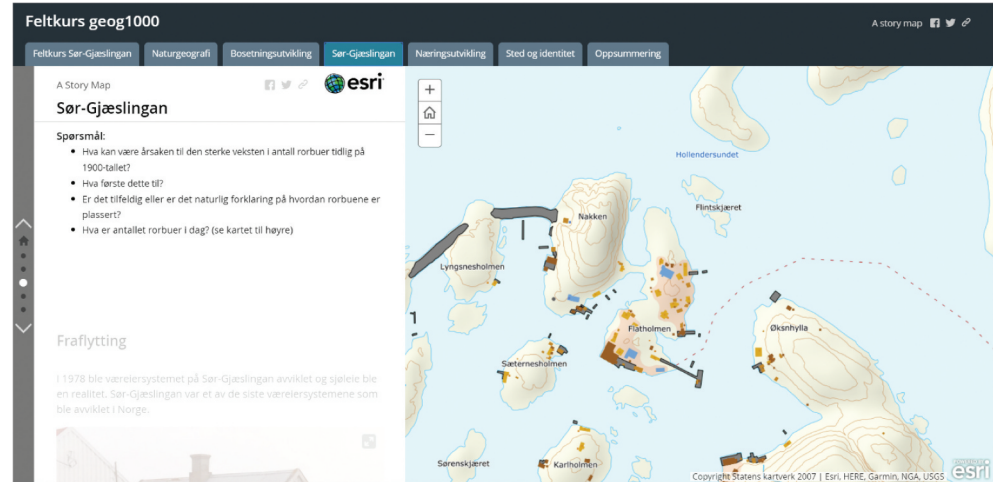 Feltkurs geog1000
A story map
Feltkurs Sør-Gjæslingan
Naturgeografi
Bosetningsutvikling
Sør-Gjæslingan
Næringsutvikling
Sted og identitet
Oppsummering
A Story Map
esri
Sør-Gjæslingan
Spørsmål:
Hva kan være årsaken til den sterke veksten i antall rorbuer tidlig på
1900-tallet?
Hva første dette til?
Er det tilfeldig eller er det naturlig forklaring på hvordan rorbuene er
plassert?
Hva er antallet rorbuer i dag? (se kartet til høyre)
Fraflytting
I 1978 ble væreiersystemet på Sør-Gjæslingan avviklet og sjøleie ble
en realitet. Sør-Gjæslingan var et av de siste væreiersystemene som
ble avviklet i Norge.
Hollendersundet
Flintskjæret
Nakken
Lyngsnesholmen
Flatholmen
Øksnhylla
Sæternesholmen
Sørenskjæret
Karlholmen
Copyright Statens kartverk 2007 | Esri, HERE, Garmin, NGA, USGS
esri